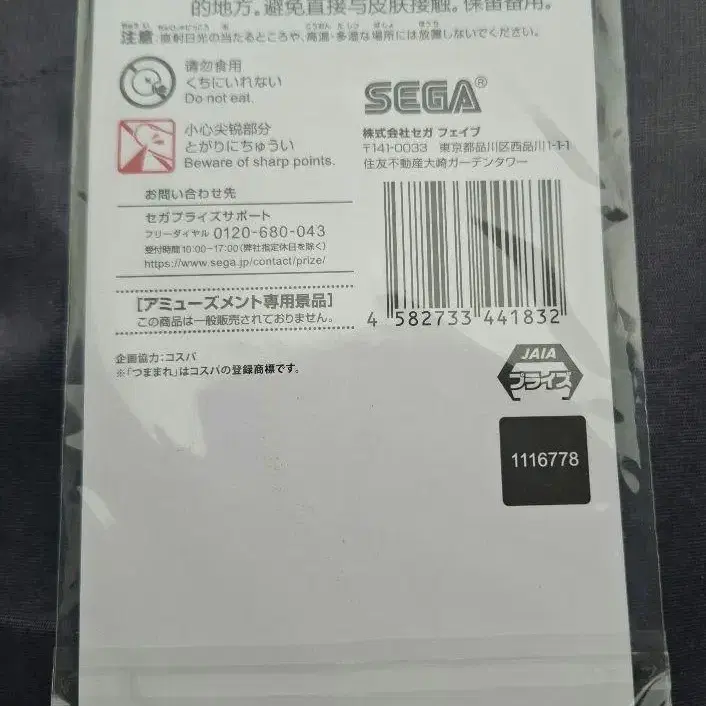 的地方。避免直接与皮肤接触。保留备用。
注意:直射日光の当たるところや、高温・多湿な場所には放置しないでください。
请勿食用
くちにいれない
Do not eat.
小心尖锐部分
とがりにちゅうい
Beware of sharp points.
お問い合わせ先
セガプライズサポート
フリーダイヤル 0120-680-043
受付時間 10:00~17:00(弊社指定休日を除く)
https://www.sega.jp/contact/prize/
[アミューズメント専用景品]
この商品は一般販売されておりません。
企画協力:コスパ
※「つままれ」はコスパの登録商標です。
SEGA®
株式会社セガ フェイブ
〒141-0033 東京都品川区西品川1-1-1
住友不動産大崎ガーデンタワー
4 582733 441832
JAIA
プライズ
1116778